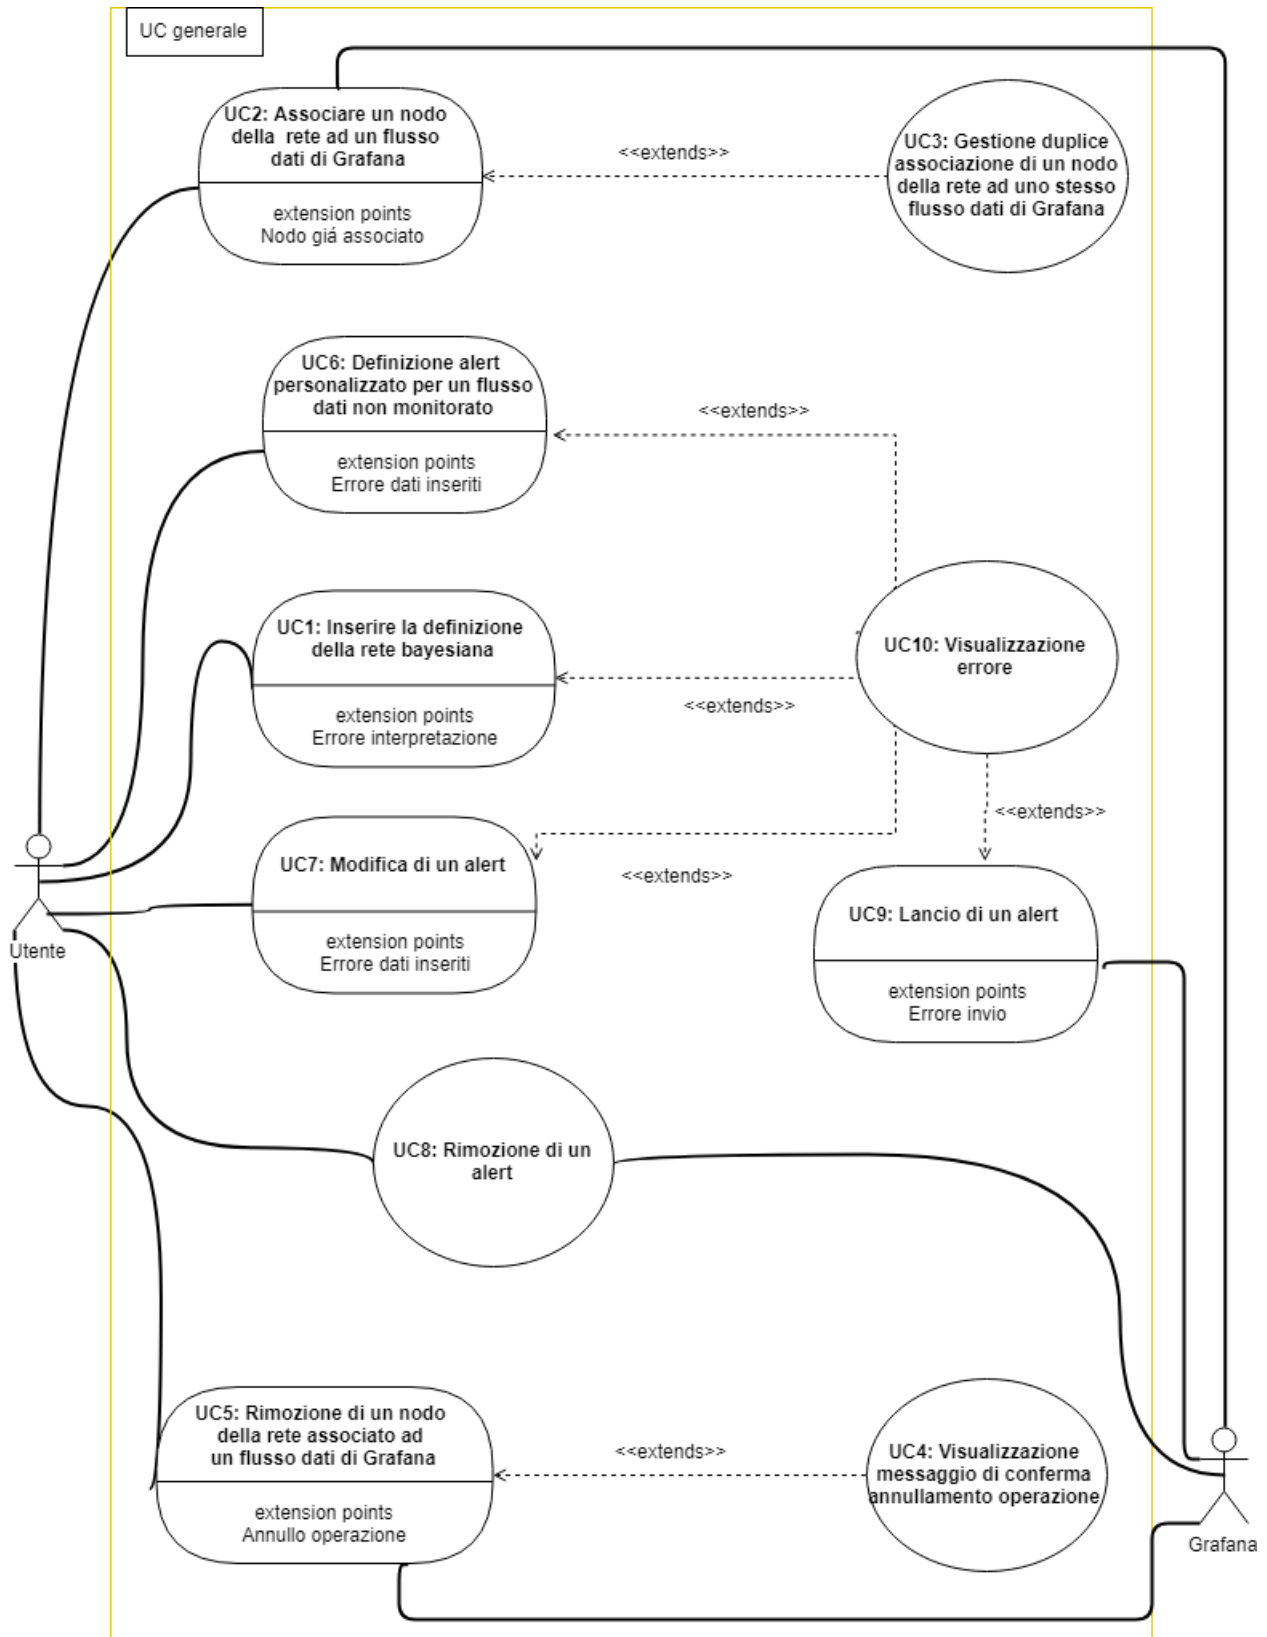 UC generale
UC2: Associare un nodo
della rete ad un flusso
dati di Grafana
extension points
Nodo giá associato
<<extends>>
UC3: Gestione duplice
associazione di un nodo
della rete ad uno stesso
flusso dati di Grafana
UC6: Definizione alert
personalizzato per un flusso
dati non monitorato
extension points
Errore dati inseriti
<<extends>>
UC1: Inserire la definizione
della rete bayesiana
extension points
Errore interpretazione
<<extends>>
UC10: Visualizzazione
errore
<<extends>>
UC7: Modifica di un alert
extension points
Errore dati inseriti
<<extends>>
UC9: Lancio di un alert
extension points
Errore invio
Utente
UC8: Rimozione di un
alert
UC5: Rimozione di un nodo
della rete associato ad
un flusso dati di Grafana
extension points
Annullo operazione
<<extends>>
UC4: Visualizzazione
messaggio di conferma
annullamento operazione
Grafana